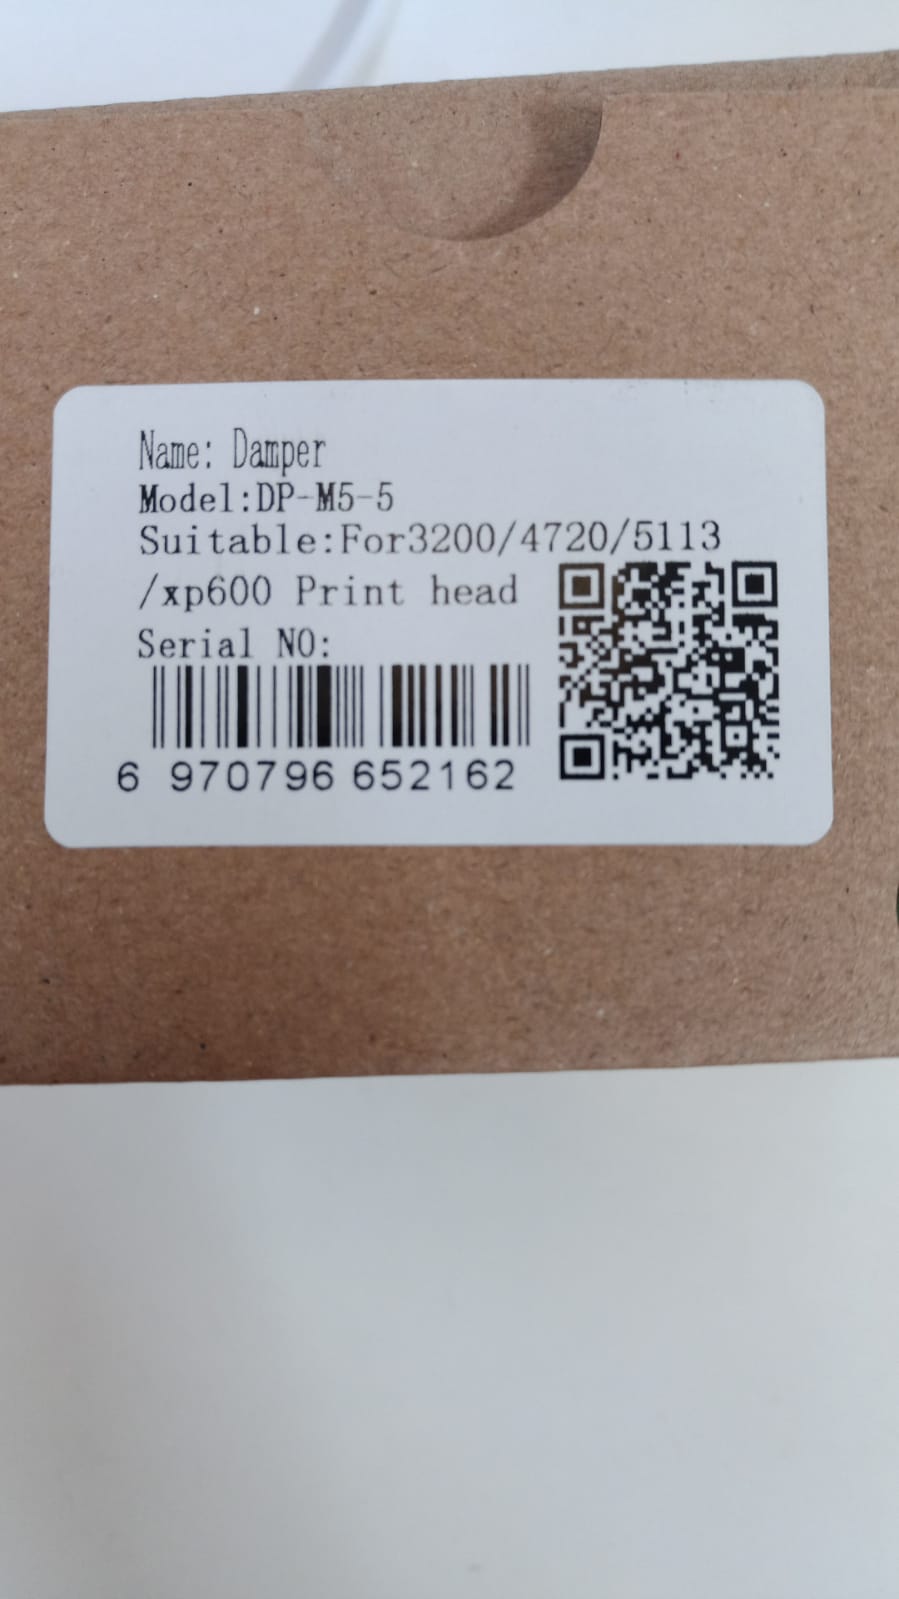 Name: Damper
Model:DP-M5-5
Suitable:For3200/4720/5113
/xp600 Print head
Serial NO:
6 970796 652162